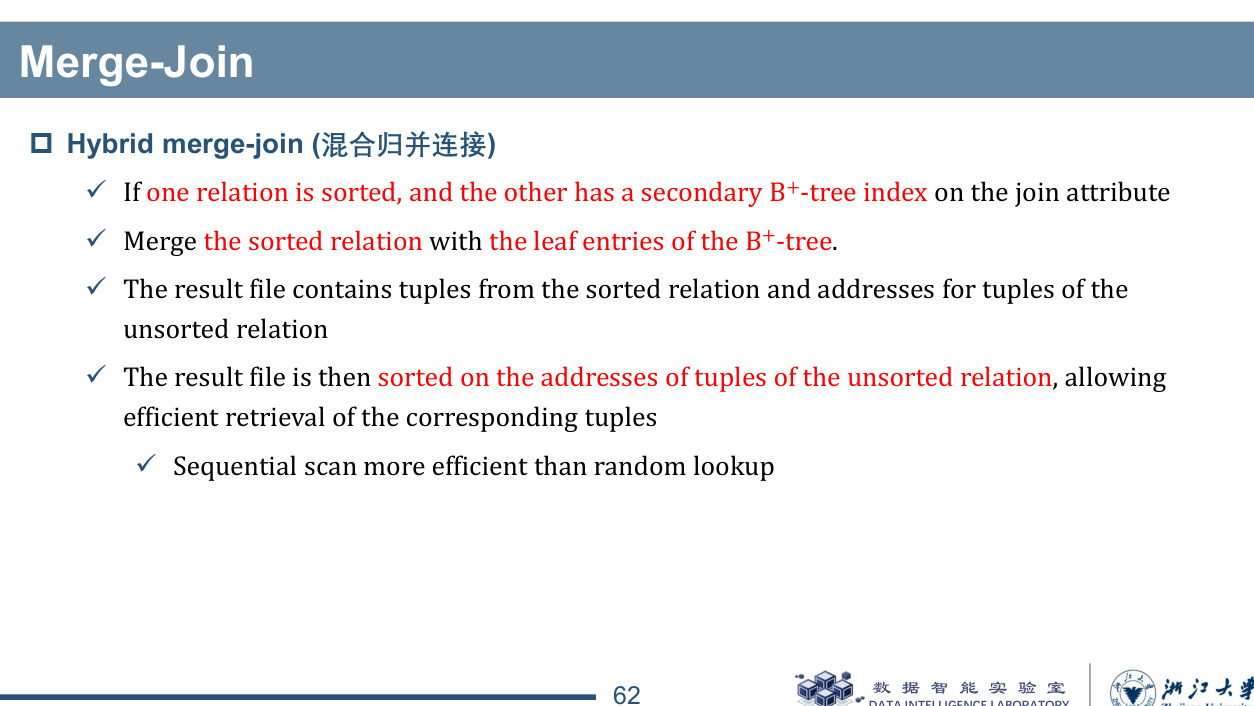 Merge-Join
Hybrid merge-join (混合归并连接)
If one relation is sorted, and the other has a secondary B⁺-tree index on the join attribute
Merge the sorted relation with the leaf entries of the B⁺-tree.
The result file contains tuples from the sorted relation and addresses for tuples of the
unsorted relation
The result file is then sorted on the addresses of tuples of the unsorted relation, allowing
efficient retrieval of the corresponding tuples
Sequential scan more efficient than random lookup
62
数据智能实验室
DATA INTELLIGENCE LABORATORY
浙江大学